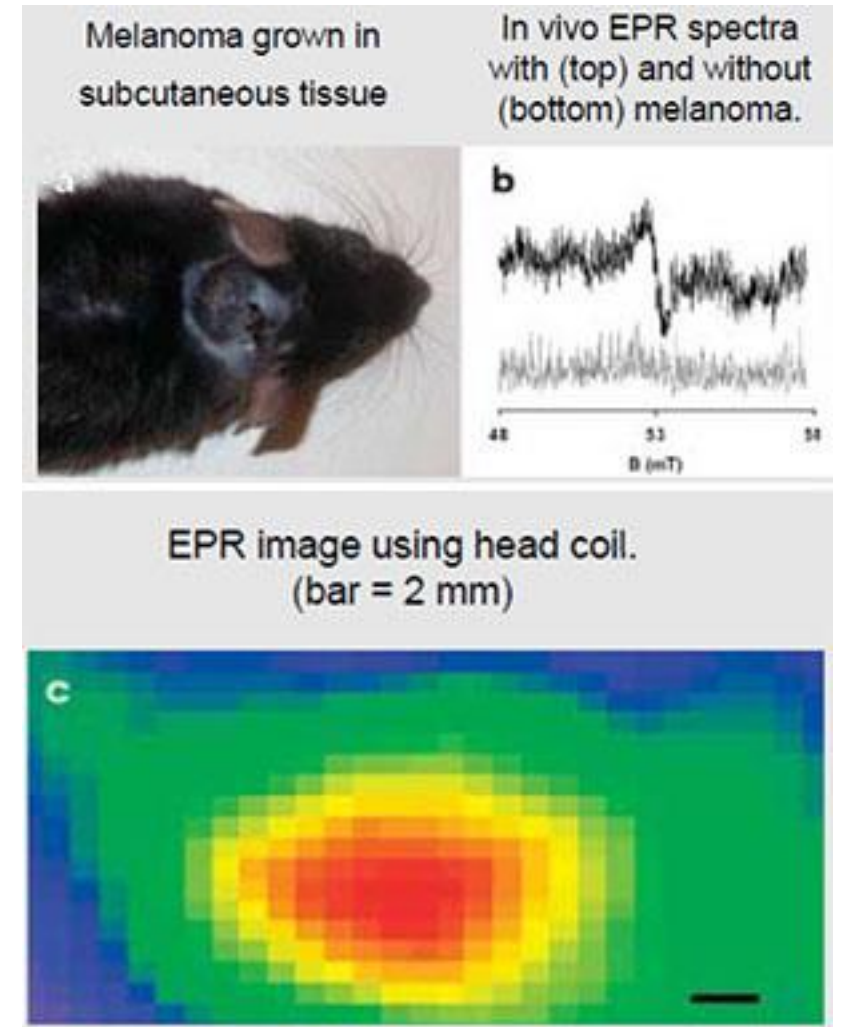 Melanoma grown in
subcutaneous tissue
In vivo EPR spectra
with (top) and without
(bottom) melanoma.
a
b
48
53
58
B (mT)
EPR image using head coil.
(bar = 2 mm)
c